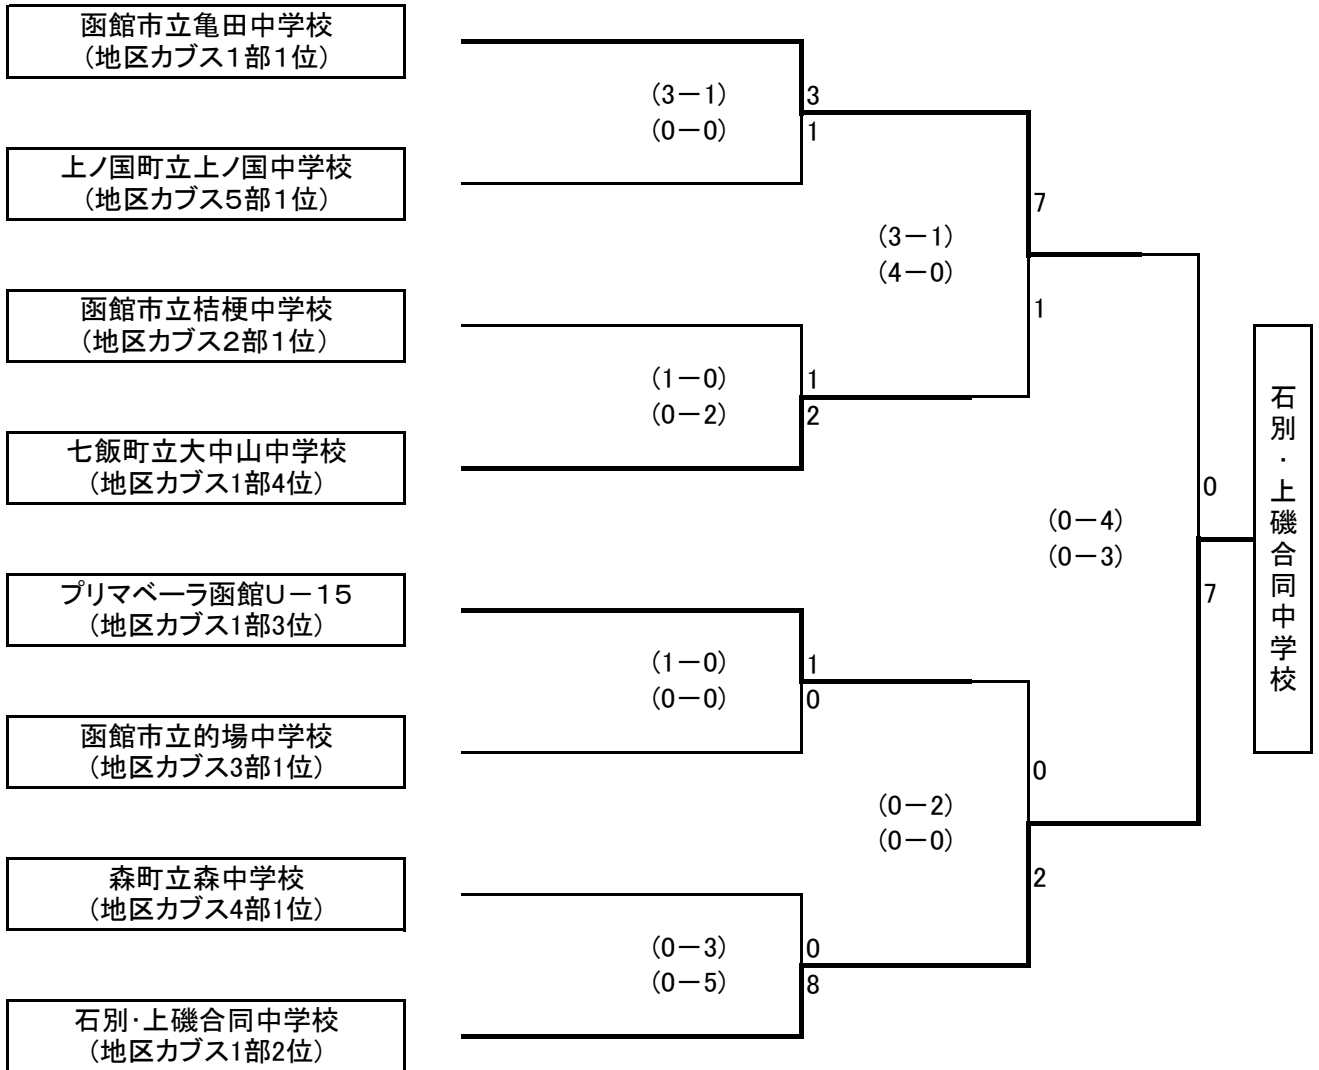 函館市立亀田中学校
（地区カブス１部１位）
上ノ国町立上ノ国中学校
（地区カブス５部１位）
函館市立桔梗中学校
（地区カブス２部１位）
七飯町立大中山中学校
（地区カブス1部4位）
プリマベーラ函館Ｕ－１５
（地区カブス1部3位）
函館市立的場中学校
（地区カブス3部1位）
森町立森中学校
（地区カブス4部1位）
石別･上磯合同中学校
（地区カブス1部2位）
（3－1）
（0－0）
3
1
（1－0）
（0－2）
1
2
（1－0）
（0－0）
1
0
（0－3）
（0－5）
0
8
（3－1）
（4－0）
7
1
（0－2）
（0－0）
0
2
（0－4）
（0－3）
0
7
石別・上磯合同中学校